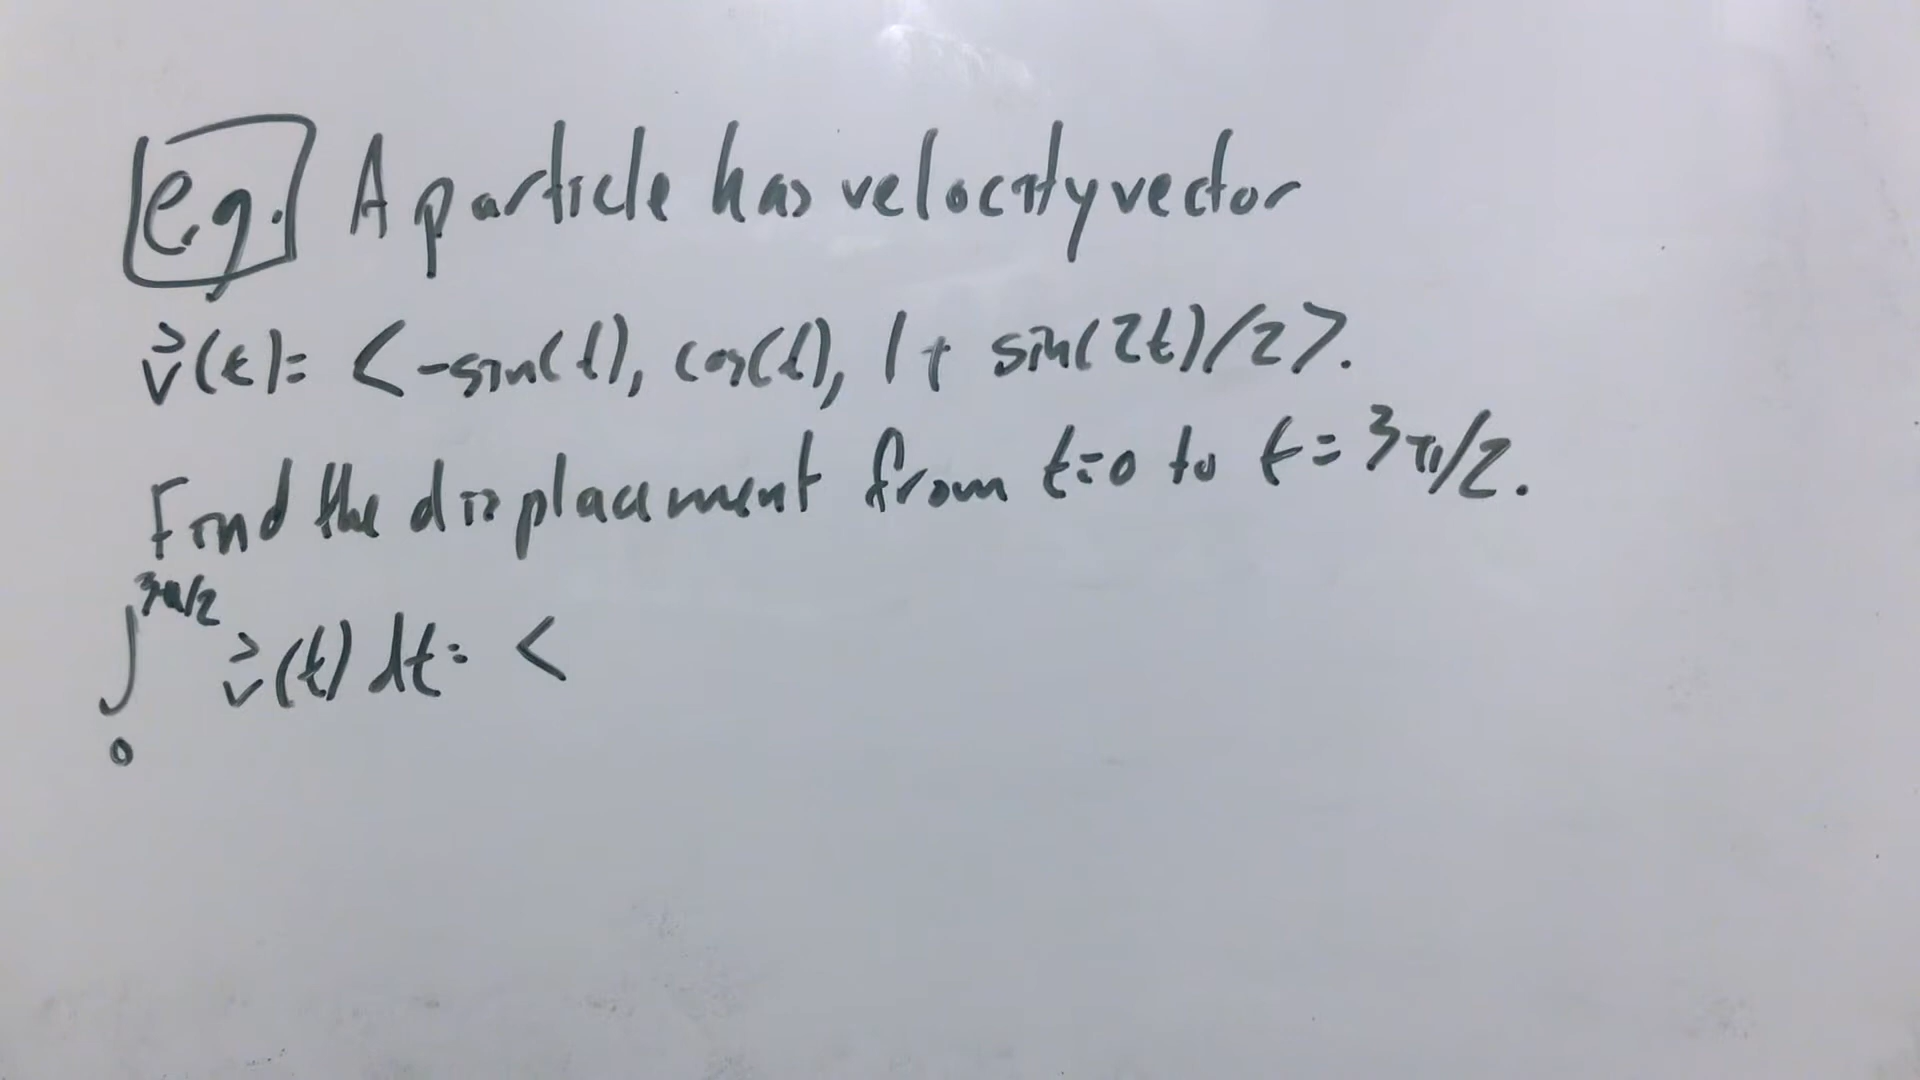 e.g. A particle has velocity vector
v⃗(t) = <-sin(t), cos(t), 1 + sin(2t)/2>.
Find the displacement from t=0 to t=3π/2.
∫₀^{3π/2} v⃗(t) dt = <